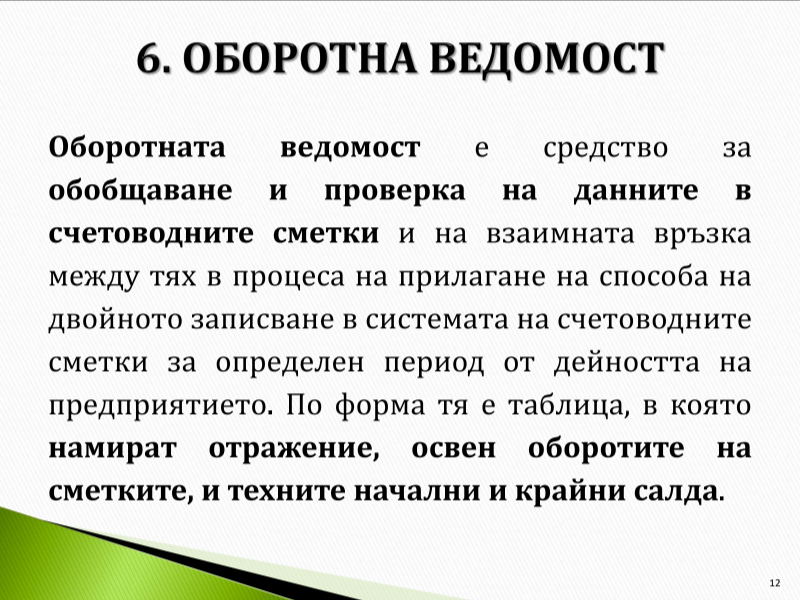 6. ОБОРОТНА ВЕДОМОСТ
Оборотната ведомост е средство за
обобщаване и проверка на данните в
счетоводните сметки и на взаимната връзка
между тях в процеса на прилагане на способа на
двойното записване в системата на счетоводните
сметки за определен период от дейността на
предприятието. По форма тя е таблица, в която
намират отражение, освен оборотите на
сметките, и техните начални и крайни салда.
12